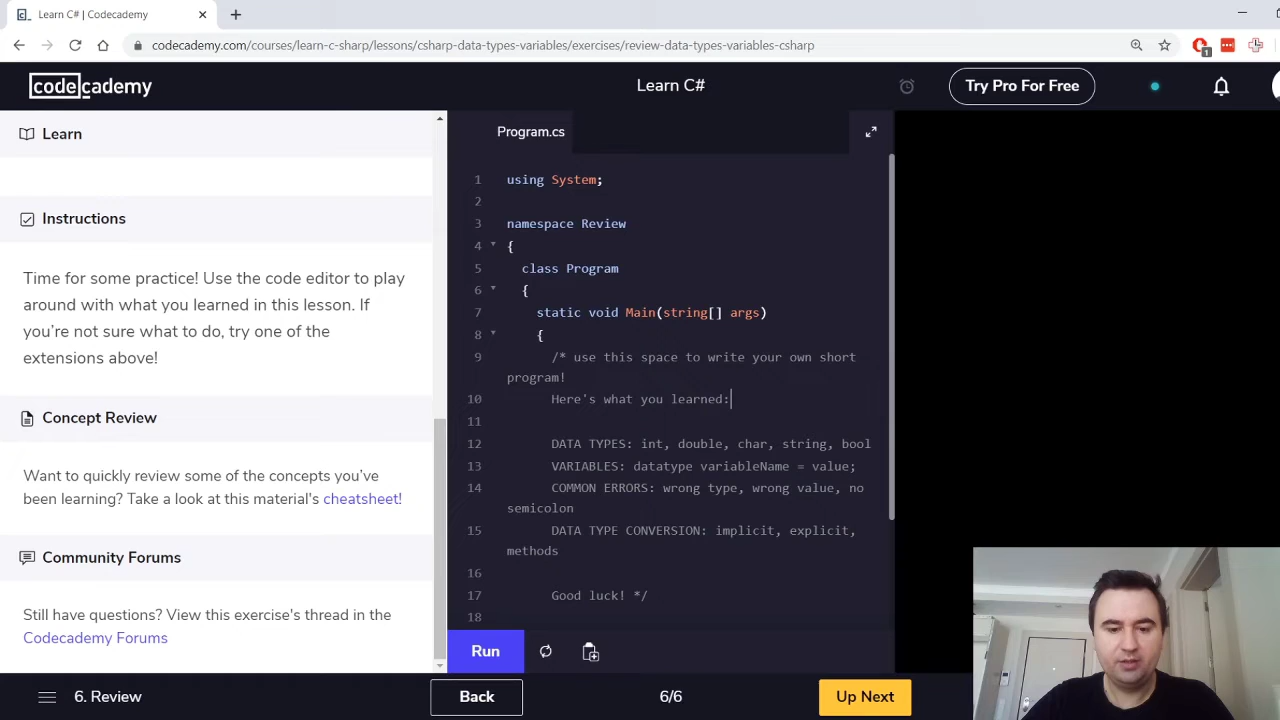 Learn C# | Codecademy
codecademy.com/courses/learn-c-sharp/lessons/csharp-data-types-variables/exercises/review-data-types-variables-csharp
1
codecademy
Learn C#
Try Pro For Free
Learn
Instructions
Time for some practice! Use the code editor to play
around with what you learned in this lesson. If
you're not sure what to do, try one of the
extensions above!
Concept Review
Want to quickly review some of the concepts you've
been learning? Take a look at this material's cheatsheet!
Community Forums
Still have questions? View this exercise's thread in the
Codecademy Forums
Program.cs
1 using System;
2
3 namespace Review
4 {
5 class Program
6 {
7 static void Main(string[] args)
8 {
9 /* use this space to write your own short
program!
10 Here's what you learned:
11
12 DATA TYPES: int, double, char, string, bool
13 VARIABLES: datatype variableName = value;
14 COMMON ERRORS: wrong type, wrong value, no
semicolon
15 DATA TYPE CONVERSION: implicit, explicit,
methods
16
17 Good luck! */
18
Run
6. Review
Back
6/6
Up Next